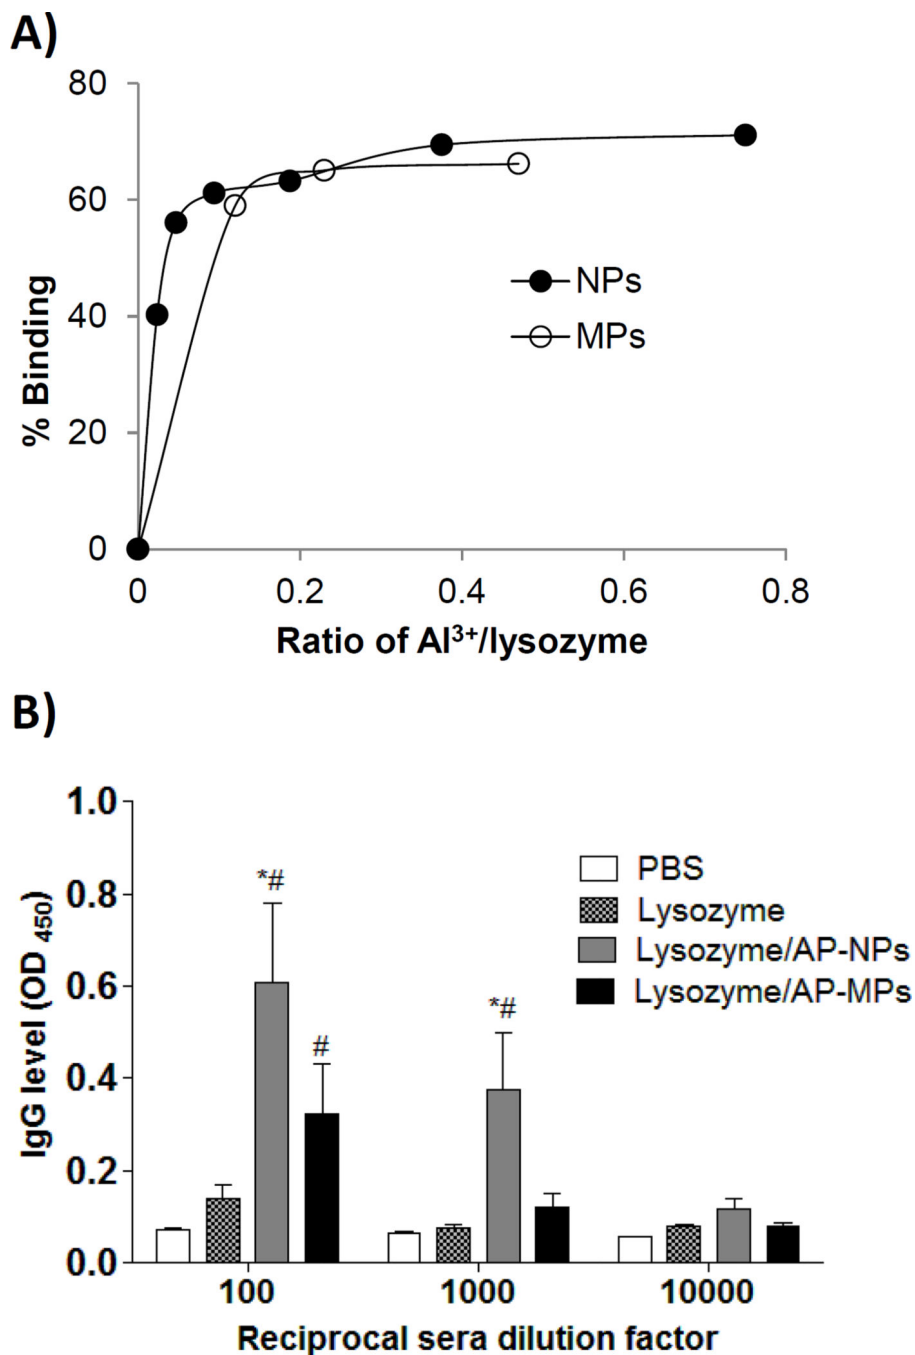 A)
80
60
40
20
0
% Binding
NPs
MPs
0 0.2 0.4 0.6 0.8
Ratio of Al³⁺/lysozyme
B)
1.0
0.8
0.6
0.4
0.2
0.0
IgG level (OD 450)
*#
#
*#
PBS
Lysozyme
Lysozyme/AP-NPs
Lysozyme/AP-MPs
100 1000 10000
Reciprocal sera dilution factor